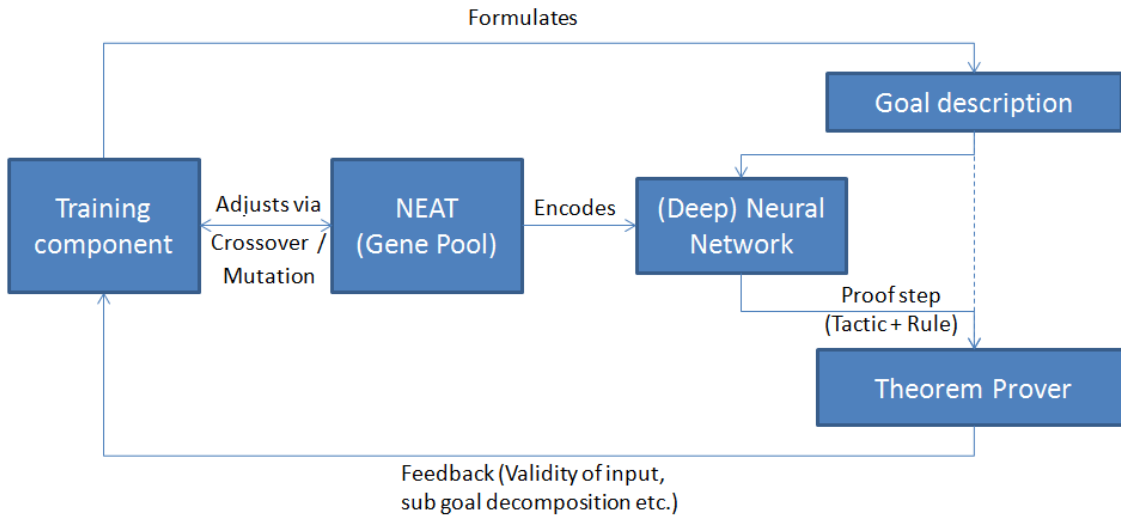 Formulates
Goal description
Training
component
Adjusts via
Crossover /
Mutation
NEAT
(Gene Pool)
Encodes
(Deep) Neural
Network
Proof step
(Tactic + Rule)
Theorem Prover
Feedback (Validity of input,
sub goal decomposition etc.)